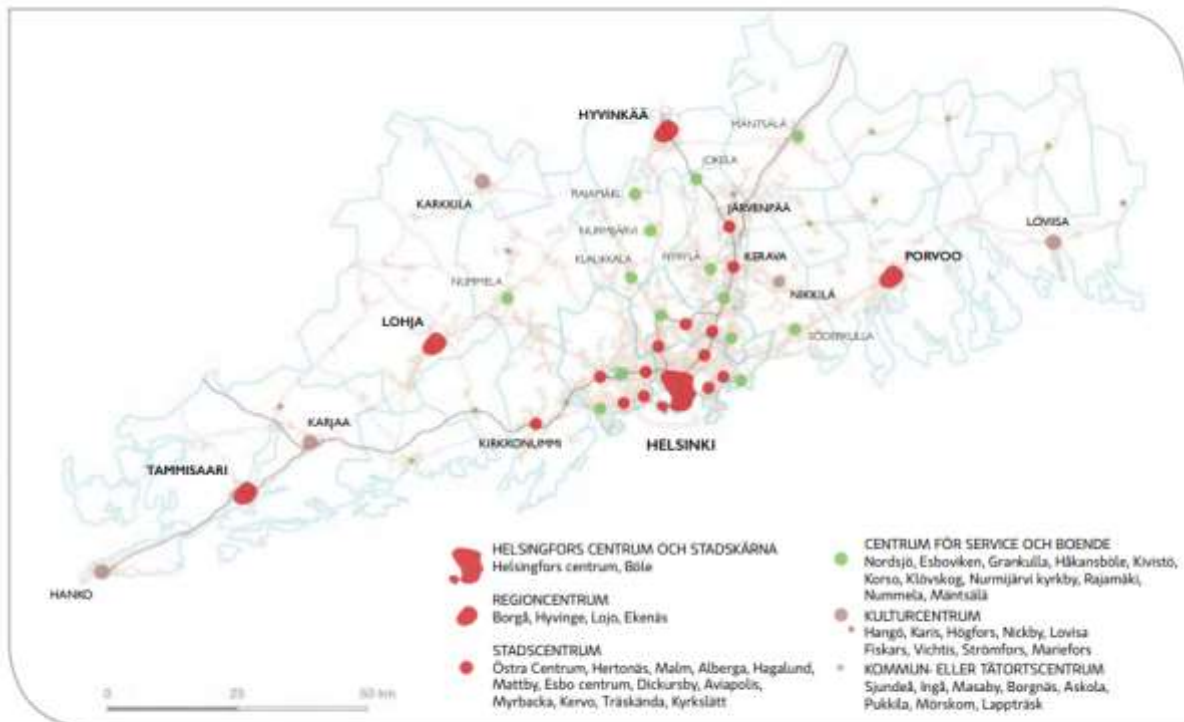 HYVINKÄÄ
MÄNTSÄLÄ
JOKELA
KARKKILA
RAJAMÄKI
JÄRVENPÄÄ
NURMIJÄRVI
LOVIISA
KLAUKKALA
HYRYLÄ
KERAVA
PORVOO
NUMMELA
NIKKILÄ
LOHJA
SÖDERKULLA
KARJAA
KIRKKONUMMI
HELSINKI
TAMMISAARI
HANKO
HELSINGFORS CENTRUM OCH STADSKÄRNA
Helsingfors centrum, Böle
REGIONCENTRUM
Borgå, Hyvinge, Lojo, Ekenäs
STADSCENTRUM
Östra Centrum, Hertonäs, Malm, Alberga, Hagalund,
Mattby, Esbo centrum, Dickursby, Aviapolis,
Myrbacka, Kervo, Träskända, Kyrkslätt
CENTRUM FÖR SERVICE OCH BOENDE
Nordsjö, Esboviken, Grankulla, Håkansböle, Kivistö,
Korso, Klövskog, Nurmijärvi kyrkby, Rajamäki,
Nummela, Mäntsälä
KULTURCENTRUM
Hangö, Karis, Högfors, Nickby, Lovisa
Fiskars, Vichtis, Strömfors, Mariefors
KOMMUN- ELLER TÄTORTSCENTRUM
Sjundeå, Ingå, Masaby, Borgnäs, Askola,
Pukkila, Mörskom, Lappträsk
0 25 50 km